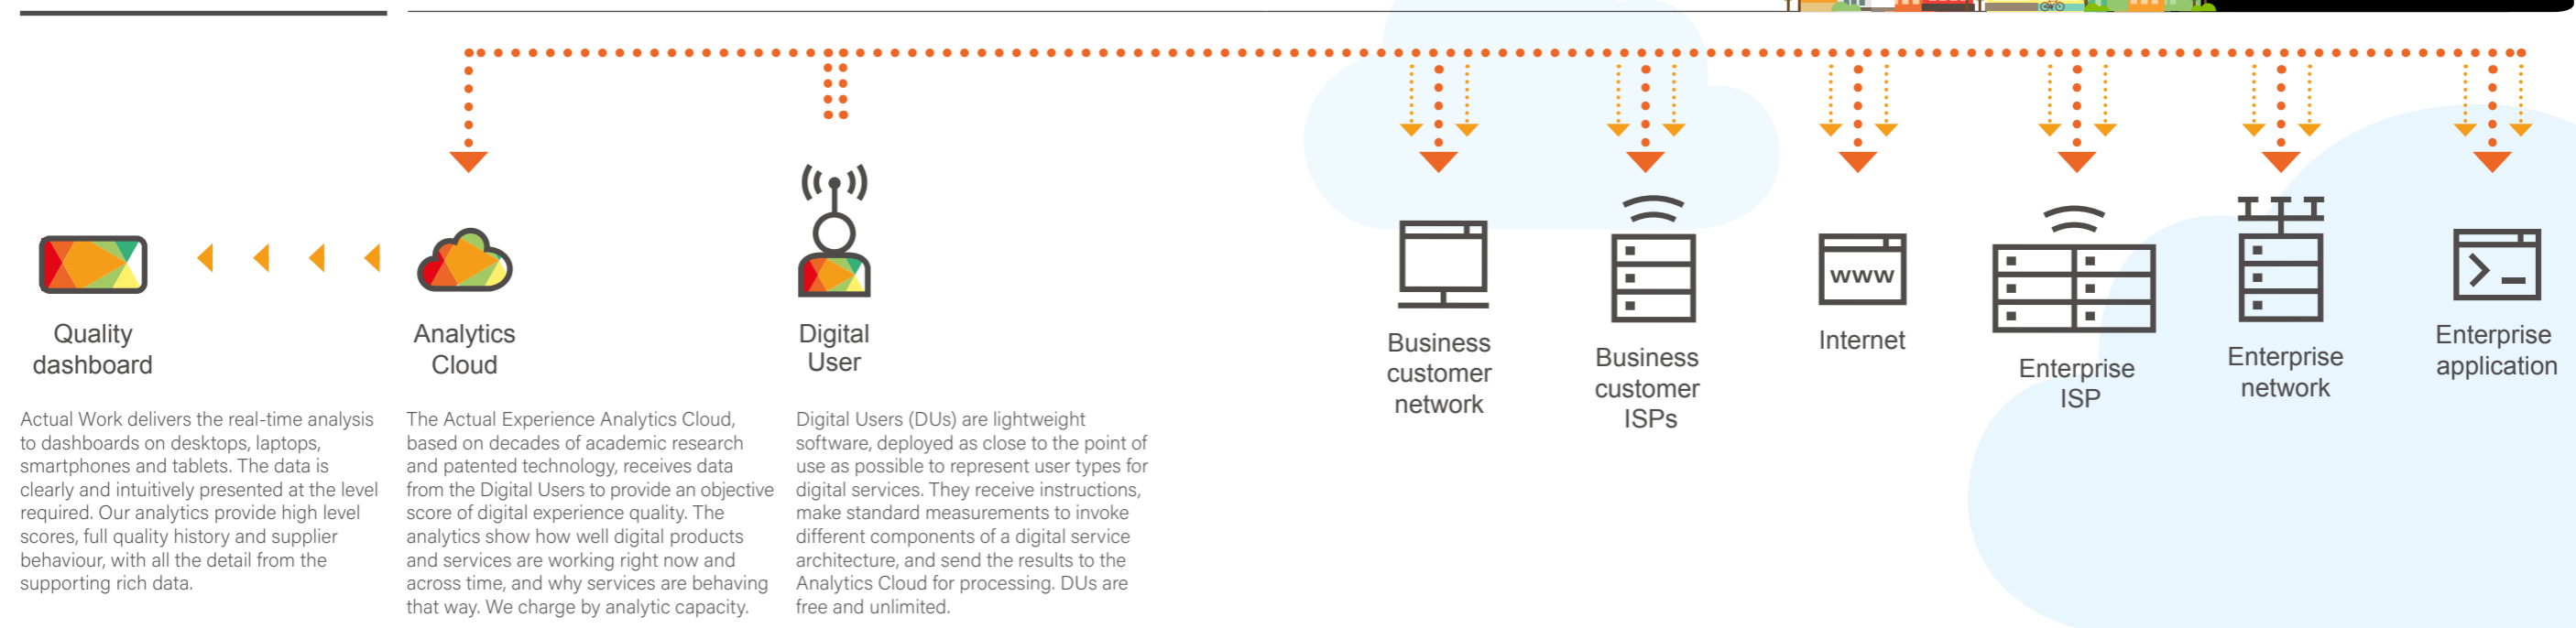 Quality
dashboard
Actual Work delivers the real-time analysis
to dashboards on desktops, laptops,
smartphones and tablets. The data is
clearly and intuitively presented at the level
required. Our analytics provide high level
scores, full quality history and supplier
behaviour, with all the detail from the
supporting rich data.
Analytics
Cloud
The Actual Experience Analytics Cloud,
based on decades of academic research
and patented technology, receives data
from the Digital Users to provide an objective
score of digital experience quality. The
analytics show how well digital products
and services are working right now and
across time, and why services are behaving
that way. We charge by analytic capacity.
Digital
User
Digital Users (DUs) are lightweight
software, deployed as close to the point of
use as possible to represent user types for
digital services. They receive instructions,
make standard measurements to invoke
different components of a digital service
architecture, and send the results to the
Analytics Cloud for processing. DUs are
free and unlimited.
Business
customer
network
Business
customer
ISPs
www
Internet
Enterprise
ISP
Enterprise
network
Enterprise
application